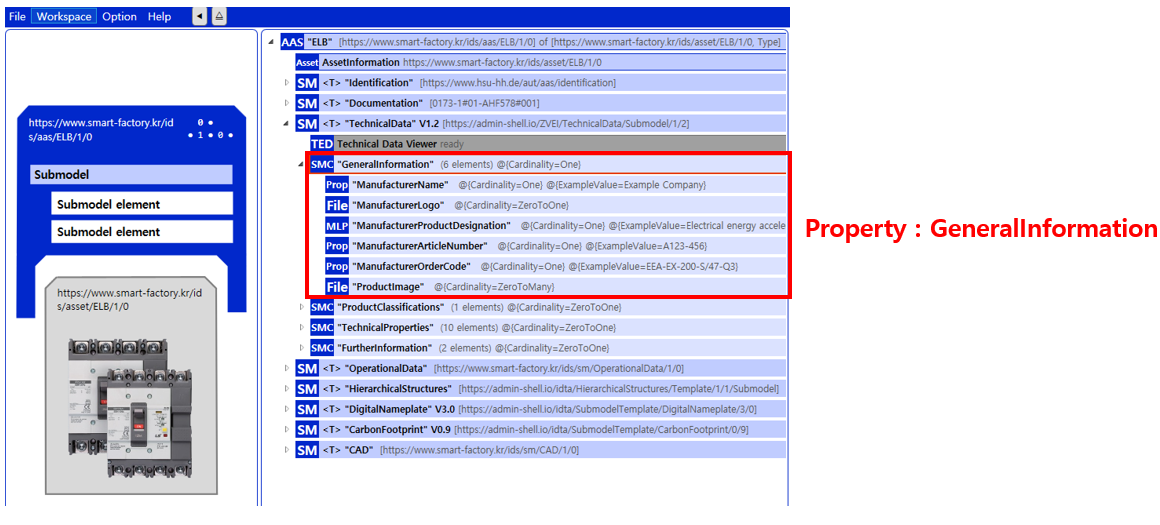 File Workspace Option Help
https://www.smart-factory.kr/id
s/aas/ELB/1/0
0
1 0
Submodel
Submodel element
Submodel element
https://www.smart-factory.kr/id
s/asset/ELB/1/0
AAS "ELB" [https://www.smart-factory.kr/ids/aas/ELB/1/0] of [https://www.smart-factory.kr/ids/asset/ELB/1/0, Type]
Asset AssetInformation https://www.smart-factory.kr/ids/asset/ELB/1/0
SM <T> "Identification" [https://www.hsu-hh.de/aut/aas/identification]
SM <T> "Documentation" [0173-1#01-AHF578#001]
SM <T> "TechnicalData" V1.2 [https://admin-shell.io/ZVEI/TechnicalData/Submodel/1/2]
TED Technical Data Viewer ready
SMC "GeneralInformation" (6 elements) @{Cardinality=One}
Prop "ManufacturerName" @{Cardinality=One} @{ExampleValue=Example Company}
File "ManufacturerLogo" @{Cardinality=ZeroToOne}
MLP "ManufacturerProductDesignation" @{Cardinality=One} @{ExampleValue=Electrical energy accele
Prop "ManufacturerArticleNumber" @{Cardinality=One} @{ExampleValue=A123-456}
Prop "ManufacturerOrderCode" @{Cardinality=One} @{ExampleValue=EEA-EX-200-S/47-Q3}
File "ProductImage" @{Cardinality=ZeroToMany}
SMC "ProductClassifications" (1 elements) @{Cardinality=ZeroToOne}
SMC "TechnicalProperties" (10 elements) @{Cardinality=ZeroToOne}
SMC "FurtherInformation" (2 elements) @{Cardinality=ZeroToOne}
SM <T> "OperationalData" [https://www.smart-factory.kr/ids/sm/OperationalData/1/0]
SM <T> "HierarchicalStructures" [https://admin-shell.io/idta/HierarchicalStructures/Template/1/1/Submodel]
SM <T> "DigitalNameplate" V3.0 [https://admin-shell.io/idta/SubmodelTemplate/DigitalNameplate/3/0]
SM <T> "CarbonFootprint" V0.9 [https://admin-shell.io/idta/SubmodelTemplate/CarbonFootprint/0/9]
SM <T> "CAD" [https://www.smart-factory.kr/ids/sm/CAD/1/0]
Property : GeneralInformation